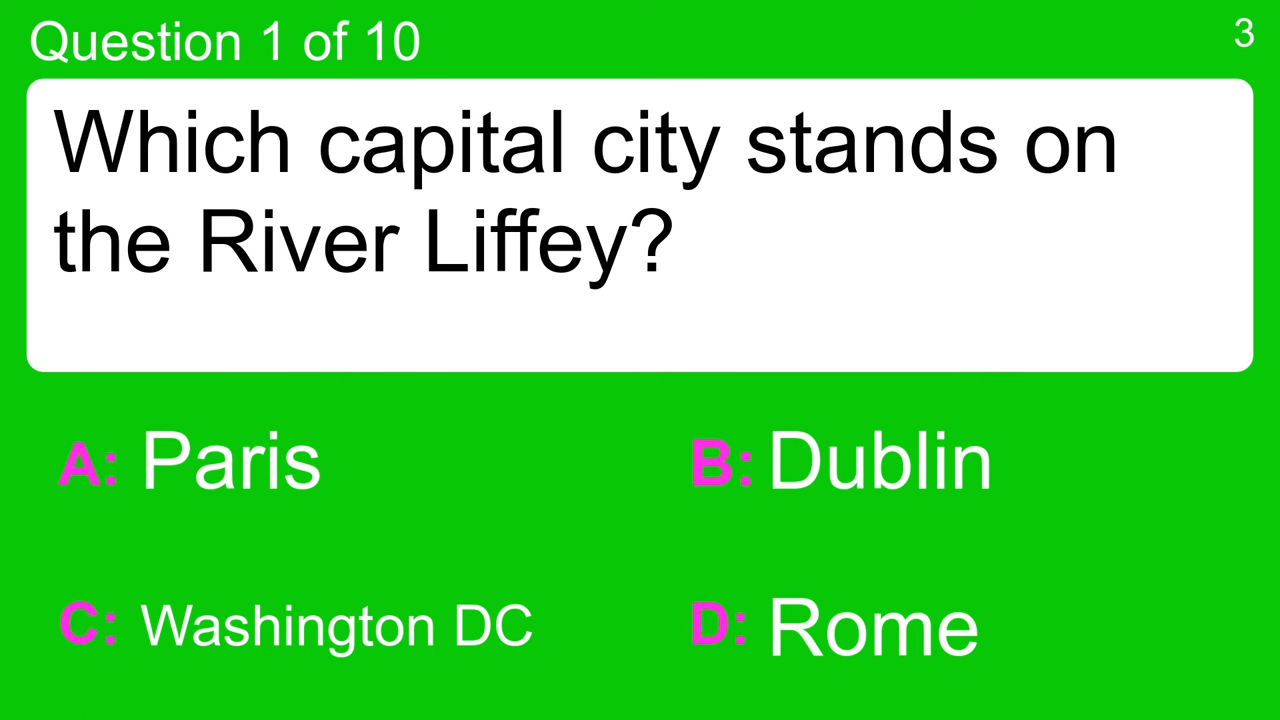 Question 1 of 10
3
Which capital city stands on
the River Liffey?
A: Paris
B: Dublin
C: Washington DC
D: Rome